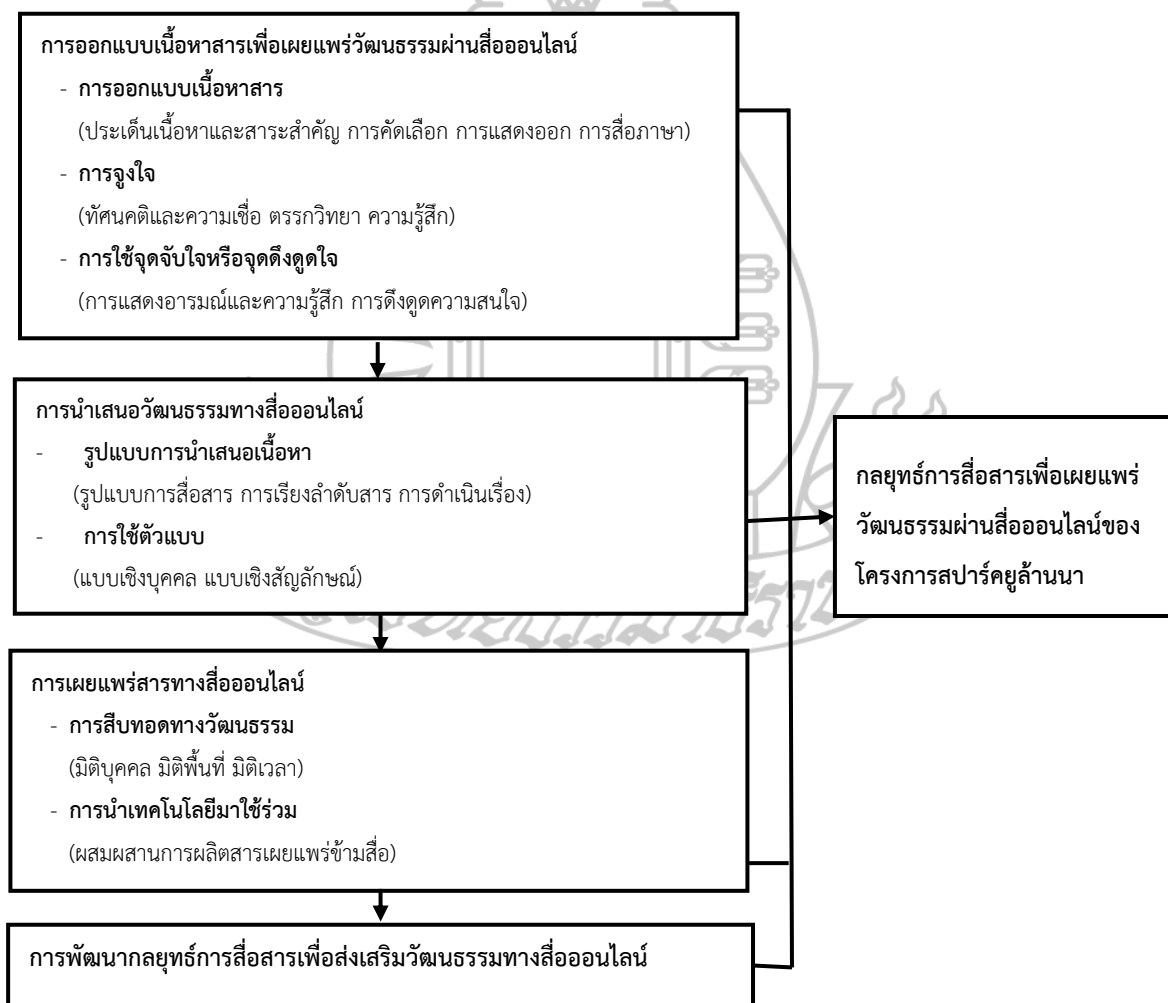 การออกแบบเนื้อหาสารเพื่อเผยแพร่วัฒนธรรมผ่านสื่อออนไลน์
- การออกแบบเนื้อหาสาร
(ประเด็นเนื้อหาและสาระสำคัญ การคัดเลือก การแสดงออก การสื่อภาษา)
- การจูงใจ
(ทัศนคติและความเชื่อ ตรรกวิทยา ความรู้สึก)
- การใช้จุดจับใจหรือจุดดึงดูดใจ
(การแสดงอารมณ์และความรู้สึก การดึงดูดความสนใจ)
การนำเสนอวัฒนธรรมทางสื่อออนไลน์
- รูปแบบการนำเสนอเนื้อหา
(รูปแบบการสื่อสาร การเรียงลำดับสาร การดำเนินเรื่อง)
- การใช้ตัวแบบ
(แบบเชิงบุคคล แบบเชิงสัญลักษณ์)
กลยุทธ์การสื่อสารเพื่อเผยแพร่
วัฒนธรรมผ่านสื่อออนไลน์ของ
โครงการสปาร์คยูล้านนา
การเผยแพร่สารทางสื่อออนไลน์
- การสืบทอดทางวัฒนธรรม
(มิติบุคคล มิติพื้นที่ มิติเวลา)
- การนำเทคโนโลยีมาใช้ร่วม
(ผสมผสานการผลิตสารเผยแพร่ข้ามสื่อ)
การพัฒนากลยุทธ์การสื่อสารเพื่อส่งเสริมวัฒนธรรมทางสื่อออนไลน์